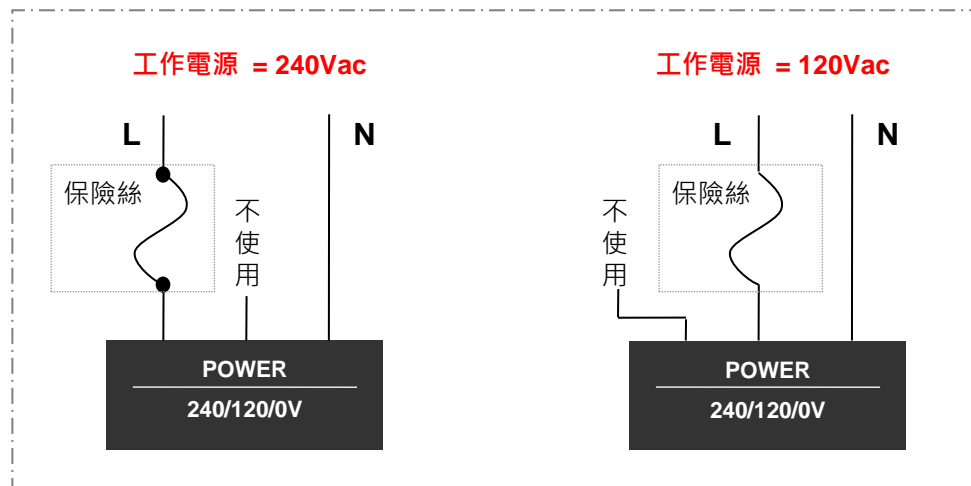 工作電源 = 240Vac
L
N
保險絲
不使用
POWER
240/120/0V
工作電源 = 120Vac
L
N
不使用
保險絲
POWER
240/120/0V